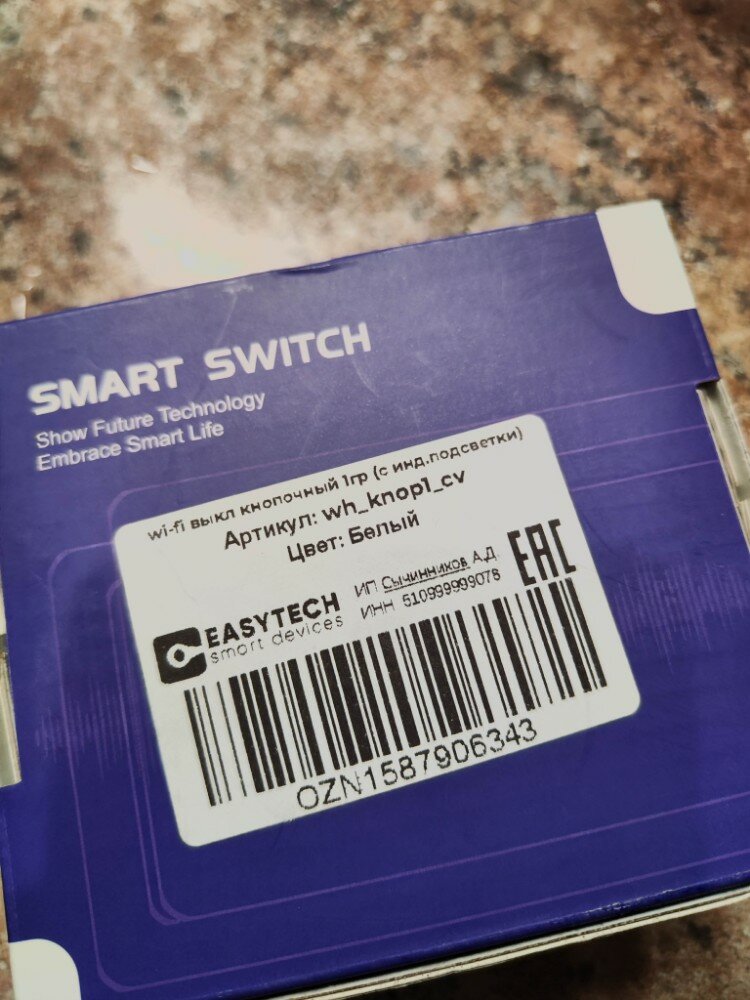 SMART SWITCH
Show Future Technology
Embrace Smart Life
wi-fi выкл кнопочный 1гр (с инд.подсветки)
Артикул: wh_knop1_cv
Цвет: Белый
EASYTECH
smart devices
ИП Сычинников А.Д.
ИНН 510999999078
EAC
OZN1587906343